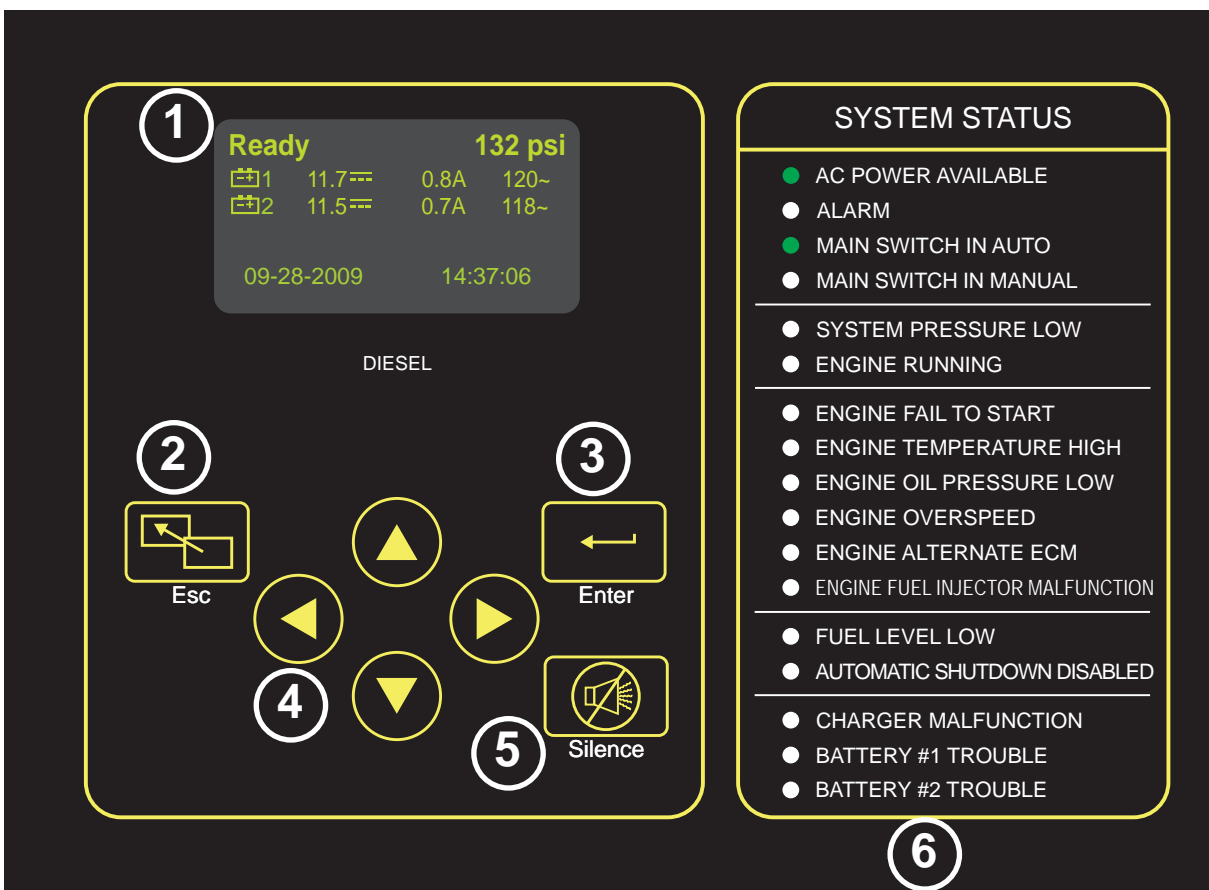 1
Ready 132 psi
1 11.7 0.8A 120~
2 11.5 0.7A 118~
09-28-2009 14:37:06
DIESEL
2
3
Esc
Enter
4
5
Silence
SYSTEM STATUS
AC POWER AVAILABLE
ALARM
MAIN SWITCH IN AUTO
MAIN SWITCH IN MANUAL
SYSTEM PRESSURE LOW
ENGINE RUNNING
ENGINE FAIL TO START
ENGINE TEMPERATURE HIGH
ENGINE OIL PRESSURE LOW
ENGINE OVERSPEED
ENGINE ALTERNATE ECM
ENGINE FUEL INJECTOR MALFUNCTION
FUEL LEVEL LOW
AUTOMATIC SHUTDOWN DISABLED
CHARGER MALFUNCTION
BATTERY #1 TROUBLE
BATTERY #2 TROUBLE
6